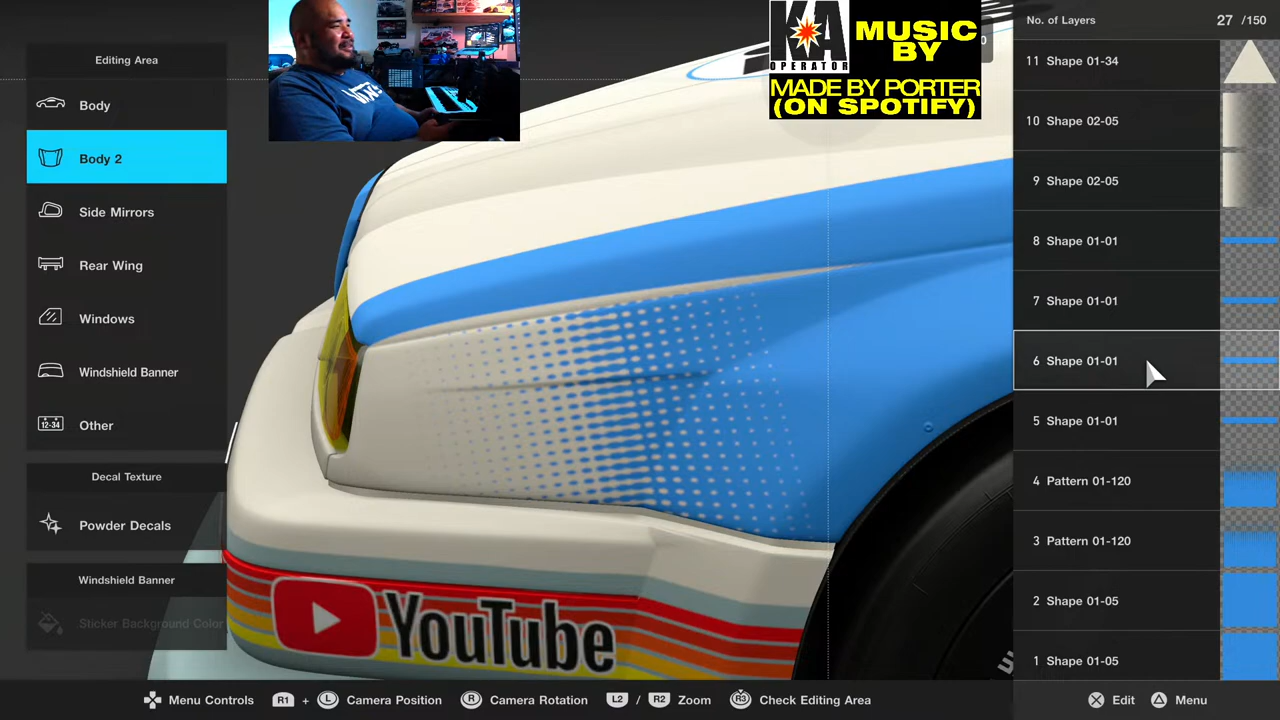 Editing Area
Body
Body 2
Side Mirrors
Rear Wing
Windows
Windshield Banner
Other
Decal Texture
Powder Decals
Windshield Banner
Sticker Background Color
KA
OPERATOR
MUSIC
BY
MADE BY PORTER
(ON SPOTIFY)
YouTube
No. of Layers 27 /150
11 Shape 01-34
10 Shape 02-05
9 Shape 02-05
8 Shape 01-01
7 Shape 01-01
6 Shape 01-01
5 Shape 01-01
4 Pattern 01-120
3 Pattern 01-120
2 Shape 01-05
1 Shape 01-05
Menu Controls R1 + L Camera Position R Camera Rotation L2 / R2 Zoom R3 Check Editing Area Edit Menu